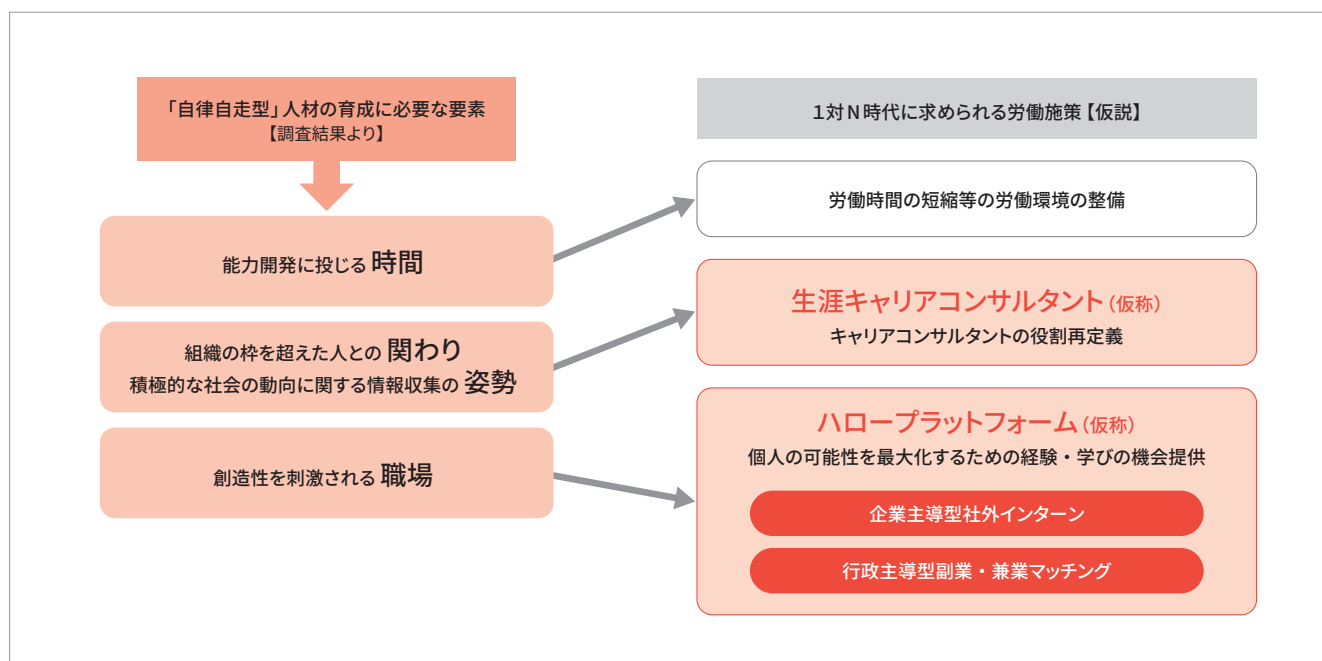 「自律自走型」人材の育成に必要な要素
【調査結果より】
能力開発に投じる 時間
組織の枠を超えた人との 関わり
積極的な社会の動向に関する情報収集の 姿勢
創造性を刺激される 職場
1対N時代に求められる労働施策【仮説】
労働時間の短縮等の労働環境の整備
生涯キャリアコンサルタント(仮称)
キャリアコンサルタントの役割再定義
ハロープラットフォーム(仮称)
個人の可能性を最大化するための経験・学びの機会提供
企業主導型社外インターン
行政主導型副業・兼業マッチング